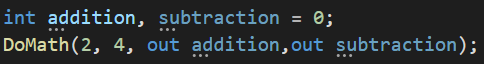 int addition, subtraction = 0;
DoMath(2, 4, out addition,out subtraction);